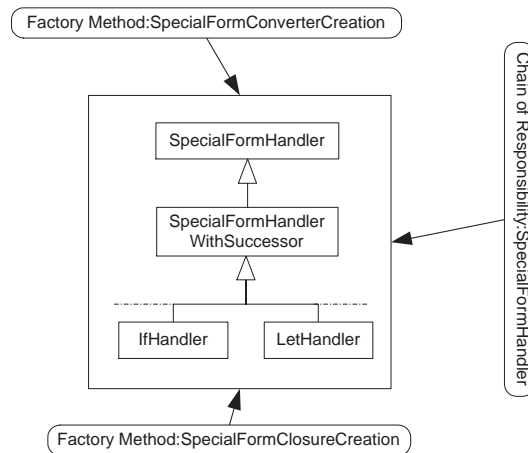 Factory Method:SpecialFormConverterCreation
Chain of Responsibility:SpecialFormHandler
SpecialFormHandler
SpecialFormHandler
WithSuccessor
IfHandler
LetHandler
Factory Method:SpecialFormClosureCreation